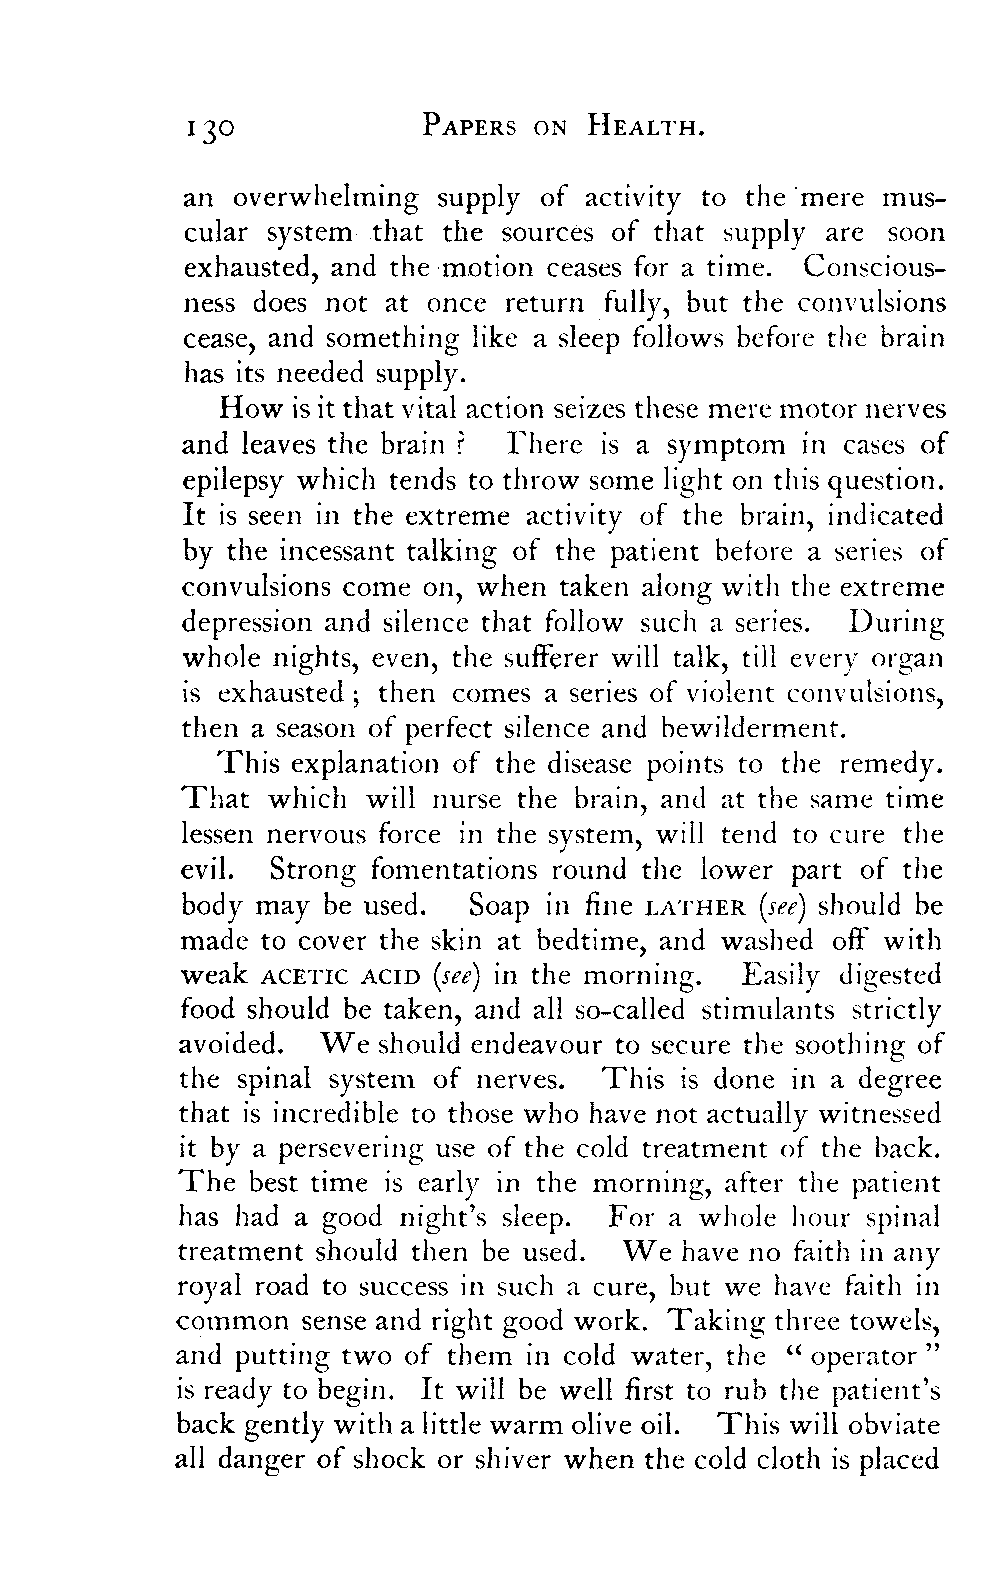 130 PAPERS ON HEALTH.
an overwhelming supply of activity to the mere mus-
cular system that the sources of that supply are soon
exhausted, and the motion ceases for a time. Conscious-
ness does not at once return fully, but the convulsions
cease, and something like a sleep follows before the brain
has its needed supply.
How is it that vital action seizes these mere motor nerves
and leaves the brain? There is a symptom in cases of
epilepsy which tends to throw some light on this question.
It is seen in the extreme activity of the brain, indicated
by the incessant talking of the patient before a series of
convulsions come on, when taken along with the extreme
depression and silence that follow such a series. During
whole nights, even, the sufferer will talk, till every organ
is exhausted; then comes a series of violent convulsions,
then a season of perfect silence and bewilderment.
This explanation of the disease points to the remedy.
That which will nurse the brain, and at the same time
lessen nervous force in the system, will tend to cure the
evil. Strong fomentations round the lower part of the
body may be used. Soap in fine LATHER (see) should be
made to cover the skin at bedtime, and washed off with
weak ACETIC ACID (see) in the morning. Easily digested
food should be taken, and all so-called stimulants strictly
avoided. We should endeavour to secure the soothing of
the spinal system of nerves. This is done in a degree
that is incredible to those who have not actually witnessed
it by a persevering use of the cold treatment of the back.
The best time is early in the morning, after the patient
has had a good night's sleep. For a whole hour spinal
treatment should then be used. We have no faith in any
royal road to success in such a cure, but we have faith in
common sense and right good work. Taking three towels,
and putting two of them in cold water, the "operator"
is ready to begin. It will be well first to rub the patient's
back gently with a little warm olive oil. This will obviate
all danger of shock or shiver when the cold cloth is placed